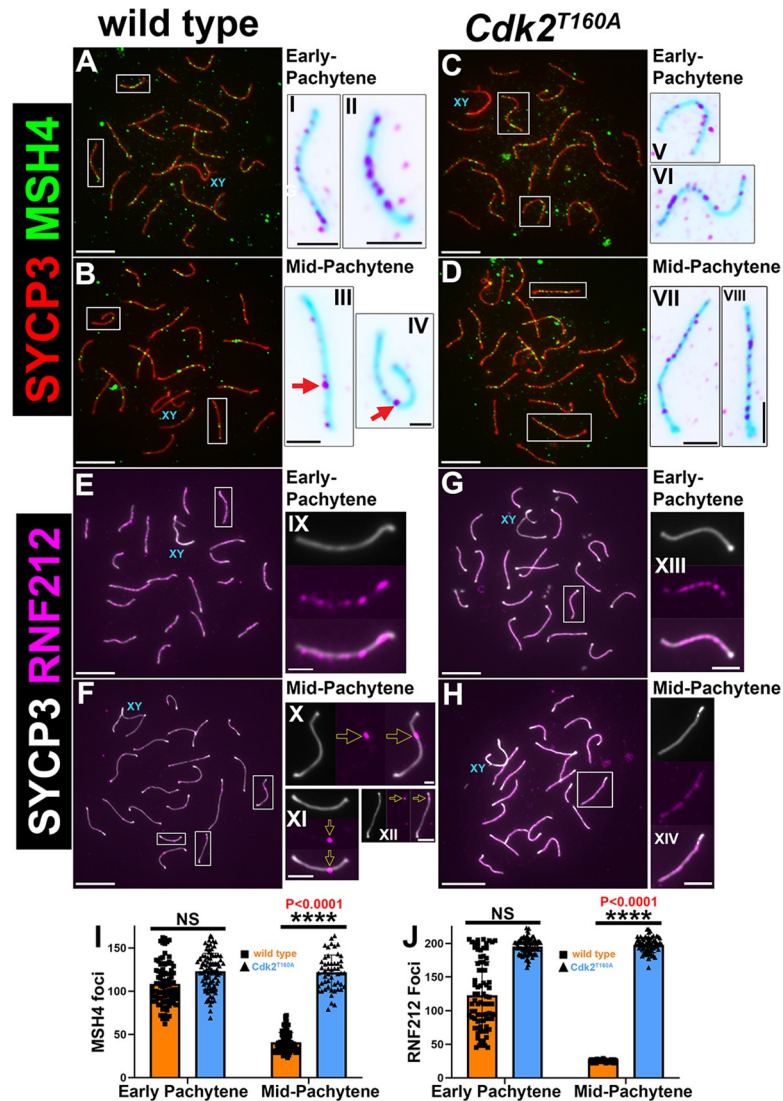 wild type
Cdk2T160A
SYCP3 MSH4
A
XY
Early-
Pachytene
I
II
C
XY
Early-
Pachytene
V
VI
B
XY
Mid-Pachytene
III
IV
D
XY
Mid-Pachytene
VII
VIII
SYCP3 RNF212
E
XY
Early-
Pachytene
IX
G
XY
Early-
Pachytene
XIII
F
XY
Mid-Pachytene
X
XI
XII
H
XY
Mid-Pachytene
XIV
I
NS
P<0.0001
****
wild type
Cdk2T160A
MSH4 foci
150
100
50
0
Early Pachytene
Mid-Pachytene
J
NS
P<0.0001
****
wild type
Cdk2T160A
RNF212 Foci
200
150
100
50
0
Early Pachytene
Mid-Pachytene